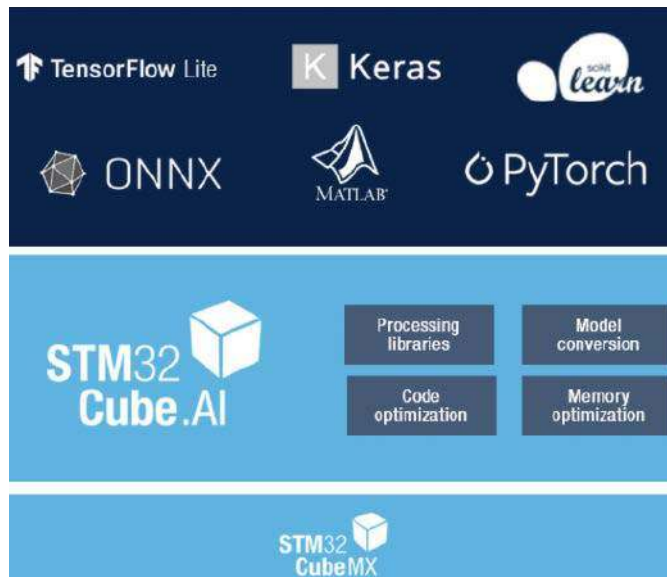 TensorFlow Lite
K Keras
scikit
learn
ONNX
MATLAB®
PyTorch
STM32
Cube.AI
Processing
libraries
Model
conversion
Code
optimization
Memory
optimization
STM32
CubeMX